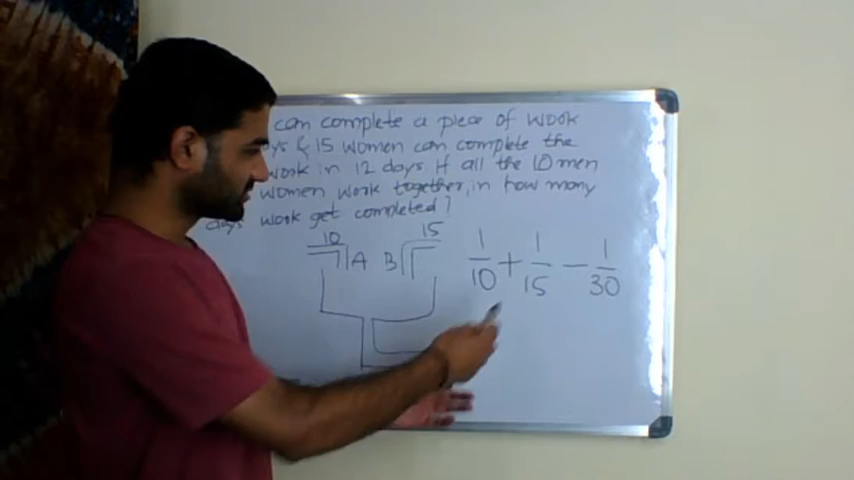 can complete a piece of work
ys & 15 women can complete the
work in 12 days If all the 10 men
women work together, in how many
days work get completed?
10 A B 15
1/10 + 1/15 - 1/30